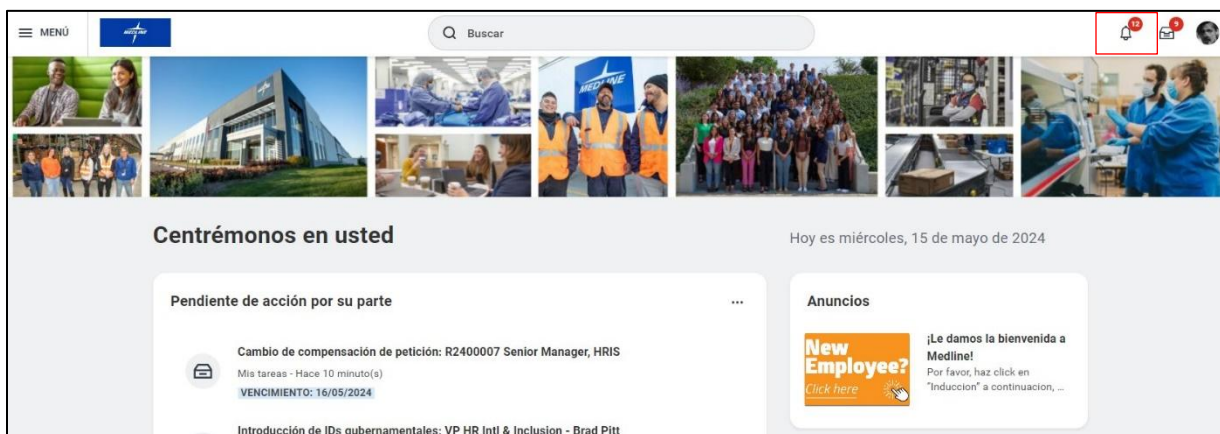 MENÚ
MEDLINE
Buscar
12
9
MEDLINE
Centrémonos en usted
Hoy es miércoles, 15 de mayo de 2024
Pendiente de acción por su parte
...
Cambio de compensación de petición: R2400007 Senior Manager, HRIS
Mis tareas - Hace 10 minuto(s)
VENCIMIENTO: 16/05/2024
Introducción de IDs gubernamentales: VP HR Intl & Inclusion - Brad Pitt
Anuncios
New
Employee?
Click here
¡Le damos la bienvenida a
Medline!
Por favor, haz click en
"Induccion" a continuacion, ...